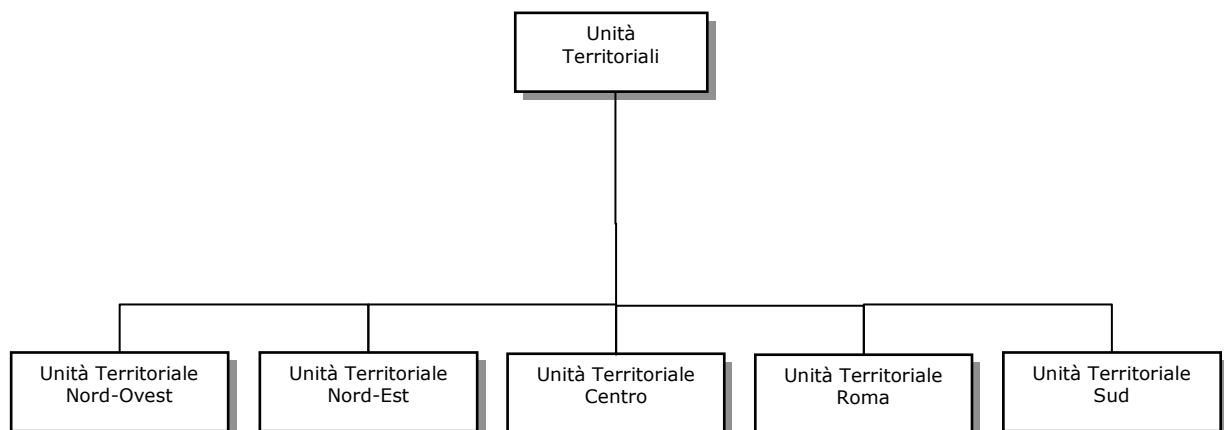 Unità
Territoriali
Unità Territoriale
Nord-Ovest
Unità Territoriale
Nord-Est
Unità Territoriale
Centro
Unità Territoriale
Roma
Unità Territoriale
Sud